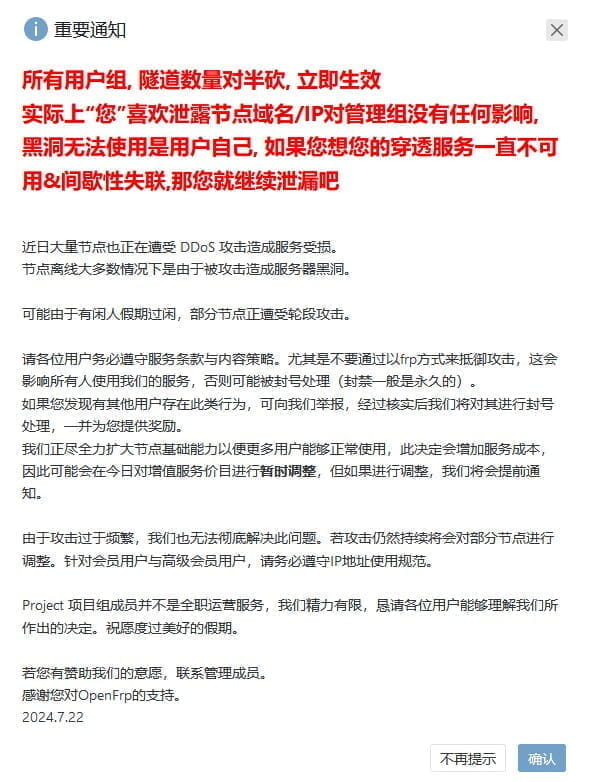 重要通知
所有用户组, 隧道数量对半砍, 立即生效
实际上“您”喜欢泄露节点域名/IP对管理组没有任何影响,
黑洞无法使用是用户自己, 如果您想您的穿透服务一直不可
用&间歇性失联,那您就继续泄漏吧
近日大量节点也正在遭受 DDoS 攻击造成服务受损。
节点离线大多数情况下是由于被攻击造成服务器黑洞。
可能由于有闲人假期过闲，部分节点正遭受轮段攻击。
请各位用户务必遵守服务条款与内容策略。尤其是不要通过以frp方式来抵御攻击，这会
影响所有人使用我们的服务，否则可能被封号处理（封禁一般是永久的）。
如果您发现有其他用户存在此类行为，可向我们举报，经过核实后我们将对其进行封号
处理，一并为您提供奖励。
我们正尽全力扩大节点基础能力以便更多用户能够正常使用，此决定会增加服务成本，
因此可能会在今日对增值服务价目进行暂时调整，但如果进行调整，我们将会提前通
知。
由于攻击过于频繁，我们也无法彻底解决此问题。若攻击仍然持续将会对部分节点进行
调整。针对会员用户与高级会员用户，请务必遵守IP地址使用规范。
Project 项目组成员并不是全职运营服务，我们精力有限，恳请各位用户能够理解我们所
作出的决定。祝愿度过美好的假期。
若您有赞助我们的意愿，联系管理成员。
感谢您对OpenFrp的支持。
2024.7.22
不再提示
确认